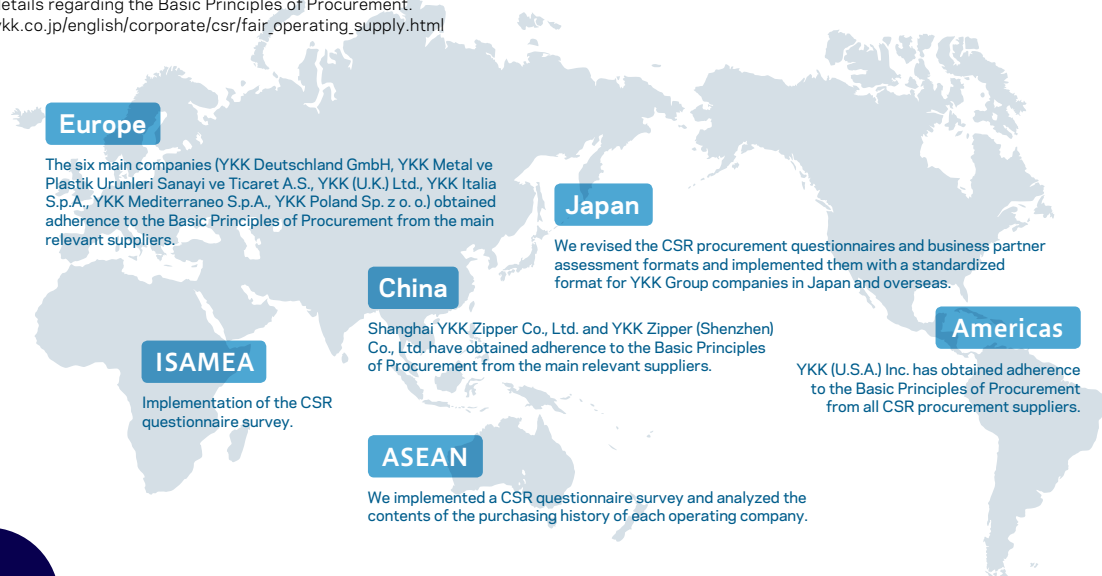 details regarding the Basic Principles of Procurement.
ykk.co.jp/english/corporate/csr/fair_operating_supply.html
Europe
The six main companies (YKK Deutschland GmbH, YKK Metal ve
Plastik Urunleri Sanayi ve Ticaret A.S., YKK (U.K.) Ltd., YKK Italia
S.p.A., YKK Mediterraneo S.p.A., YKK Poland Sp. z o. o.) obtained
adherence to the Basic Principles of Procurement from the main
relevant suppliers.
Japan
We revised the CSR procurement questionnaires and business partner
assessment formats and implemented them with a standardized
format for YKK Group companies in Japan and overseas.
China
Shanghai YKK Zipper Co., Ltd. and YKK Zipper (Shenzhen)
Co., Ltd. have obtained adherence to the Basic Principles
of Procurement from the main relevant suppliers.
Americas
YKK (U.S.A.) Inc. has obtained adherence
to the Basic Principles of Procurement
from all CSR procurement suppliers.
ISAMEA
Implementation of the CSR
questionnaire survey.
ASEAN
We implemented a CSR questionnaire survey and analyzed the
contents of the purchasing history of each operating company.